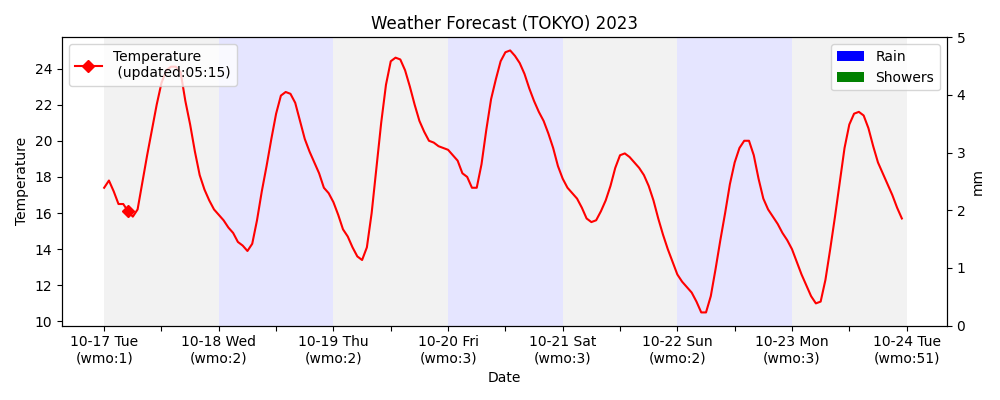 Weather Forecast (TOKYO) 2023
Temperature
(updated:05:15)
Rain
Showers
Temperature
24
22
20
18
16
14
12
10
5
4
3
2
1
0
mm
10-17 Tue
(wmo:1)
10-18 Wed
(wmo:2)
10-19 Thu
(wmo:2)
10-20 Fri
(wmo:3)
10-21 Sat
(wmo:3)
10-22 Sun
(wmo:2)
10-23 Mon
(wmo:3)
10-24 Tue
(wmo:51)
Date